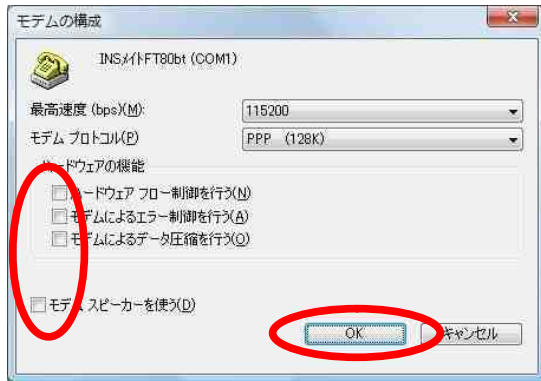 モデムの構成
INSメイトFT80bt (COM1)
最高速度 (bps)(M):
115200
モデム プロトコル(P)
PPP (128K)
ハードウェアの機能
ハードウェア フロー制御を行う(N)
モデムによるエラー制御を行う(A)
モデムによるデータ圧縮を行う(O)
モデム スピーカーを使う(D)
OK
キャンセル